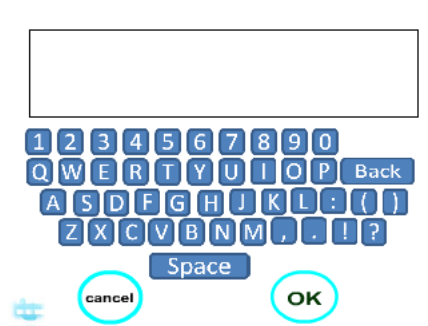 1 2 3 4 5 6 7 8 9 0
Q W E R T Y U I O P Back
A S D F G H J K L : ( )
Z X C V B N M , . ! ?
Space
cancel OK